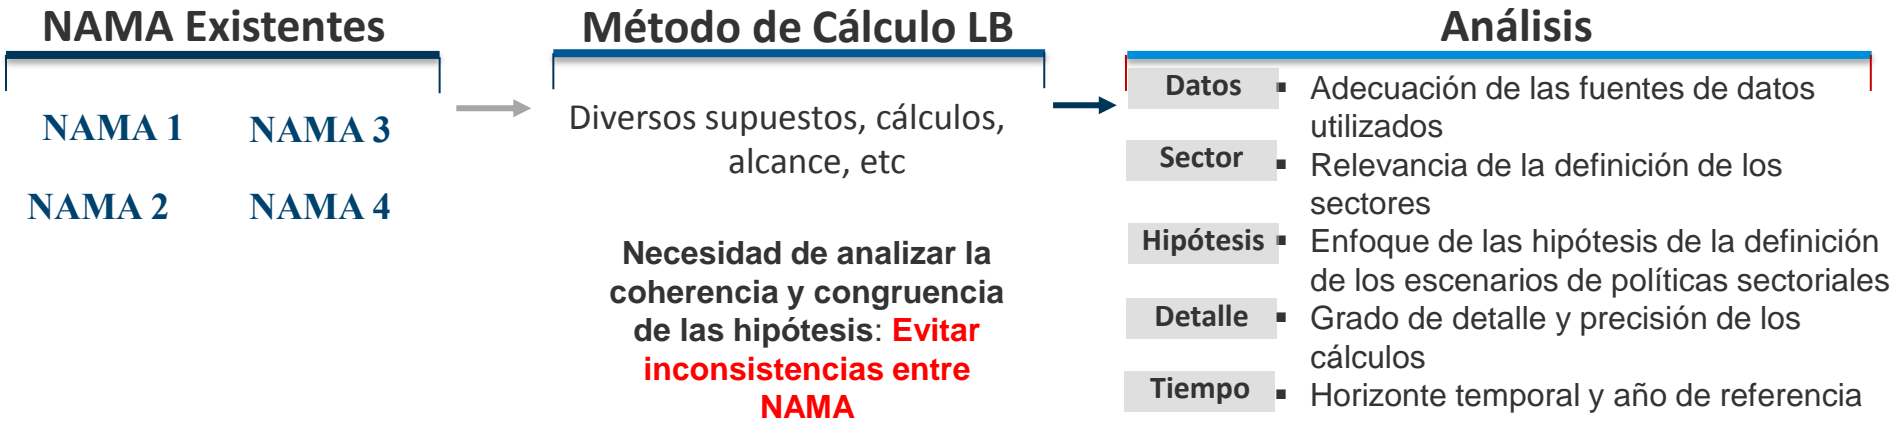 NAMA Existentes
NAMA 1
NAMA 3
NAMA 2
NAMA 4
Método de Cálculo LB
Diversos supuestos, cálculos,
alcance, etc
Necesidad de analizar la
coherencia y congruencia
de las hipótesis: Evitar
inconsistencias entre
NAMA
Análisis
Datos
▪ Adecuación de las fuentes de datos
utilizados
Sector
▪ Relevancia de la definición de los
sectores
Hipótesis
▪ Enfoque de las hipótesis de la definición
de los escenarios de políticas sectoriales
Detalle
▪ Grado de detalle y precisión de los
cálculos
Tiempo
▪ Horizonte temporal y año de referencia